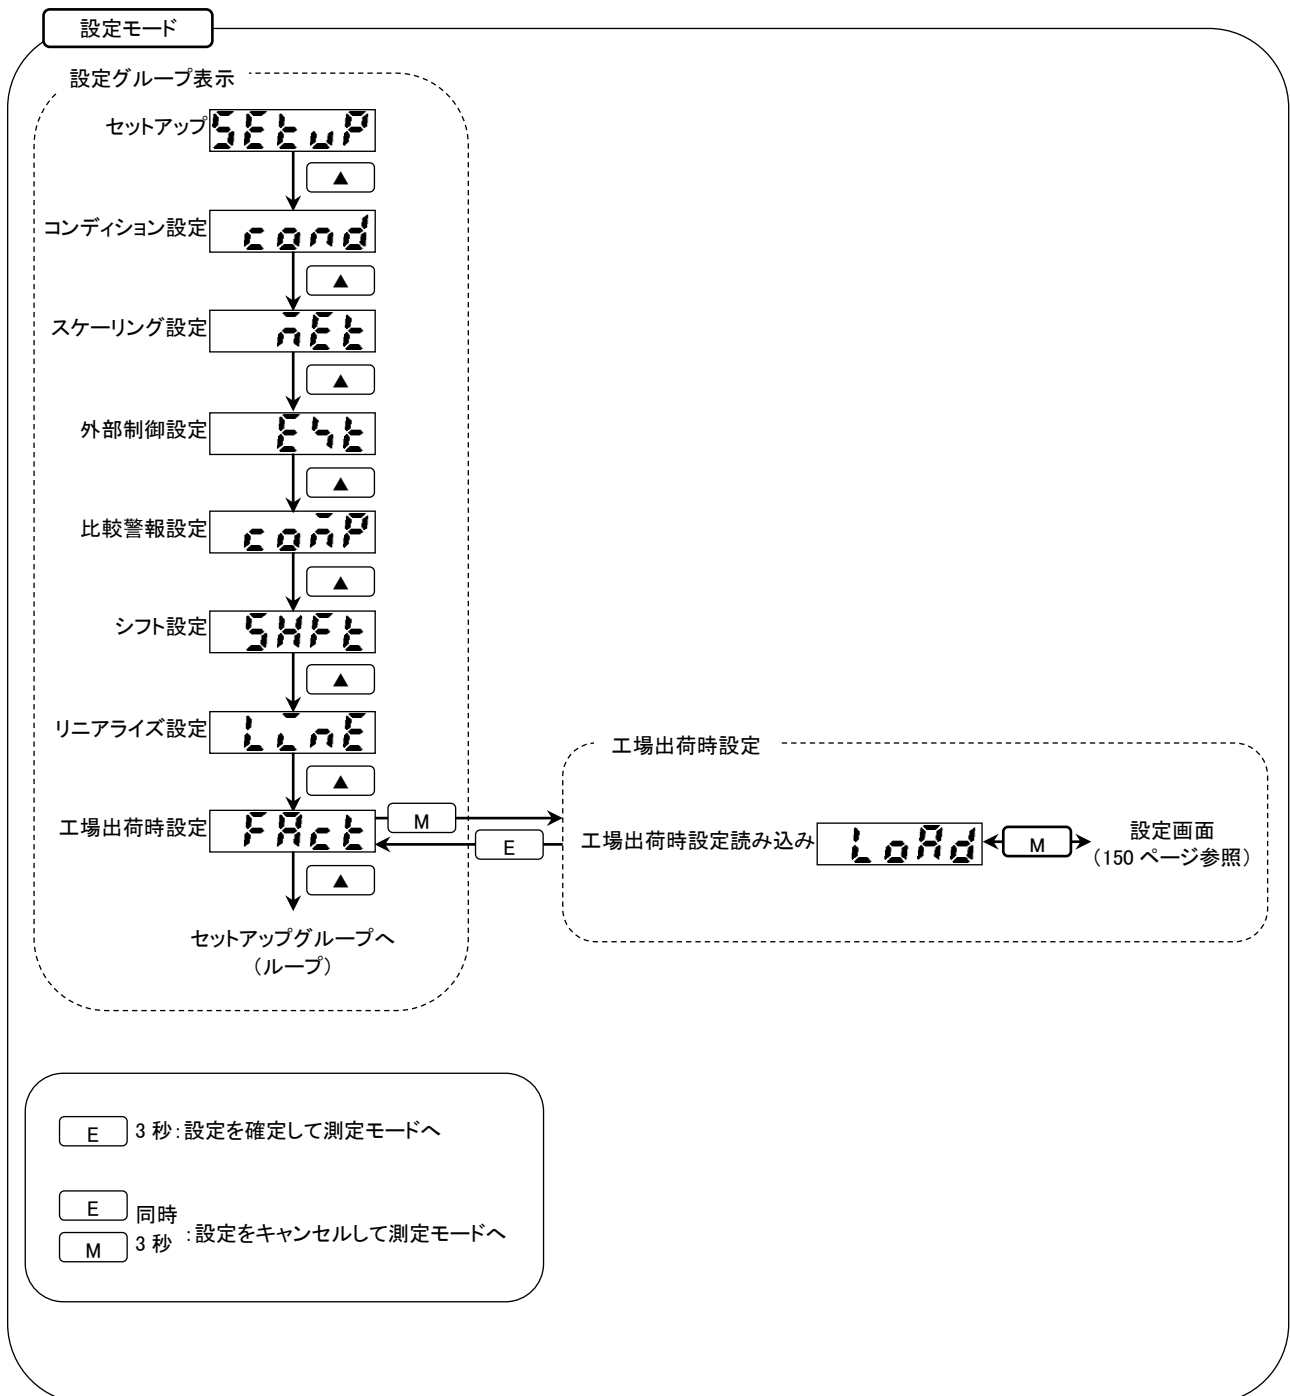 設定モード
設定グループ表示
セットアップ SEtuP
▲
コンディション設定 cond
▲
スケーリング設定 mEt
▲
外部制御設定 Ext
▲
比較警報設定 comP
▲
シフト設定 SHFt
▲
リニアライズ設定 LinE
▲
工場出荷時設定 FAct
M
E
▲
セットアップグループへ
（ループ）
工場出荷時設定
工場出荷時設定読み込み LoAd
M
設定画面
（150 ページ参照）
E 3 秒：設定を確定して測定モードへ
E 同時
M 3 秒 ：設定をキャンセルして測定モードへ